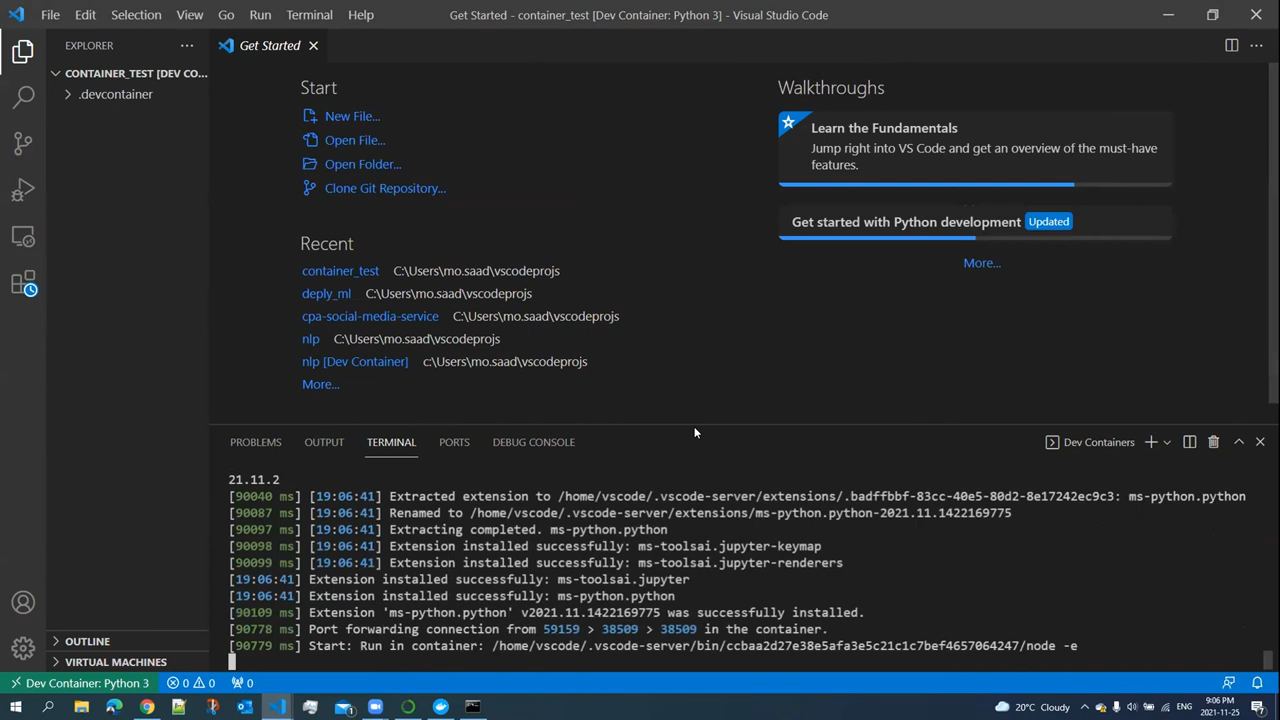 File Edit Selection View Go Run Terminal Help
Get Started - container_test [Dev Container: Python 3] - Visual Studio Code
EXPLORER
CONTAINER_TEST [DEV CO...
.devcontainer
OUTLINE
VIRTUAL MACHINES
Get Started
Start
New File...
Open File...
Open Folder...
Clone Git Repository...
Recent
container_test C:\Users\mo.saad\vscodeprojs
deply_ml C:\Users\mo.saad\vscodeprojs
cpa-social-media-service C:\Users\mo.saad\vscodeprojs
nlp C:\Users\mo.saad\vscodeprojs
nlp [Dev Container] c:\Users\mo.saad\vscodeprojs
More...
Walkthroughs
Learn the Fundamentals
Jump right into VS Code and get an overview of the must-have
features.
Get started with Python development Updated
More...
PROBLEMS OUTPUT TERMINAL PORTS DEBUG CONSOLE
Dev Containers
21.11.2
[90040 ms] [19:06:41] Extracted extension to /home/vscode/.vscode-server/extensions/.badffbbf-83cc-40e5-80d2-8e17242ec9c3: ms-python.python
[90087 ms] [19:06:41] Renamed to /home/vscode/.vscode-server/extensions/ms-python.python-2021.11.1422169775
[90097 ms] [19:06:41] Extracting completed. ms-python.python
[90098 ms] [19:06:41] Extension installed successfully: ms-toolsai.jupyter-keymap
[90099 ms] [19:06:41] Extension installed successfully: ms-toolsai.jupyter-renderers
[19:06:41] Extension installed successfully: ms-toolsai.jupyter
[19:06:41] Extension installed successfully: ms-python.python
[90109 ms] Extension 'ms-python.python' v2021.11.1422169775 was successfully installed.
[90778 ms] Port forwarding connection from 59159 > 38509 > 38509 in the container.
[90779 ms] Start: Run in container: /home/vscode/.vscode-server/bin/ccbaa2d27e38e5afa3e5c21c1c7bef4657064247/node -e
Dev Container: Python 3 0 0 0
20°C Cloudy ENG 9:06 PM
2021-11-25